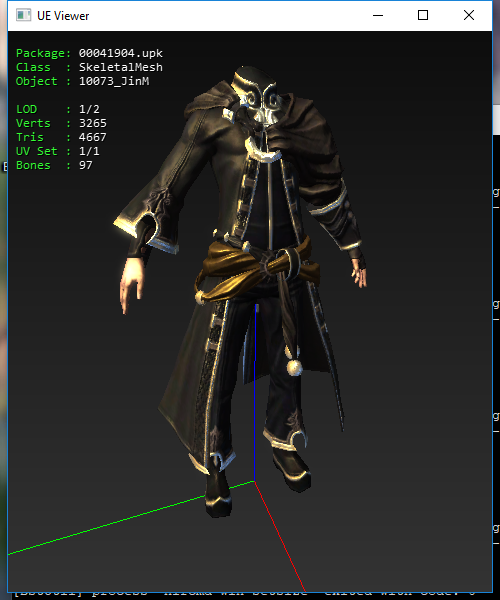 UE Viewer
Package: 00041904.upk
Class : SkeletalMesh
Object : 10073_JinM
LOD : 1/2
Verts : 3265
Tris : 4667
UV Set : 1/1
Bones : 97